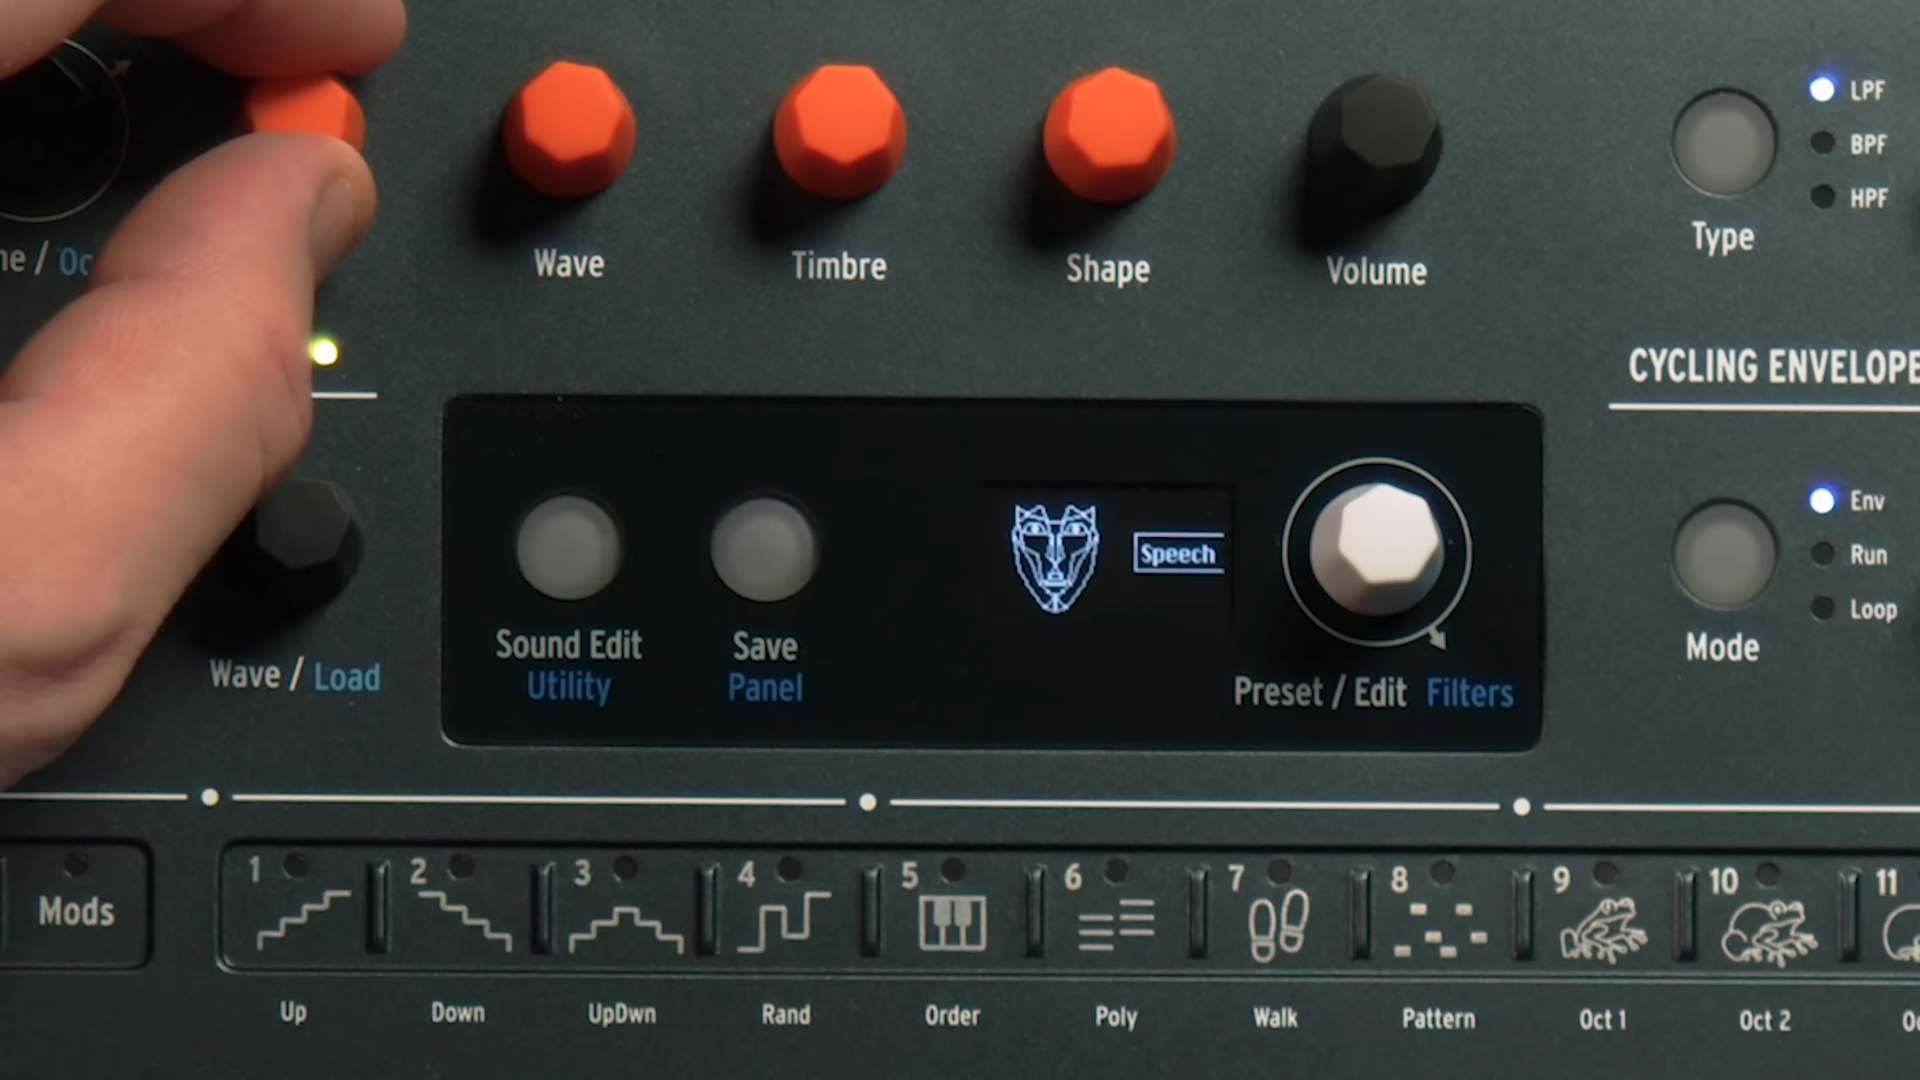 LPF
BPF
HPF
Type
ne / Oc
Wave
Timbre
Shape
Volume
CYCLING ENVELOPE
Env
Run
Loop
Mode
Speech
Sound Edit
Utility
Save
Panel
Preset / Edit Filters
Wave / Load
Mods
1 2 3 4 5 6 7 8 9 10 11
Up Down UpDwn Rand Order Poly Walk Pattern Oct 1 Oct 2